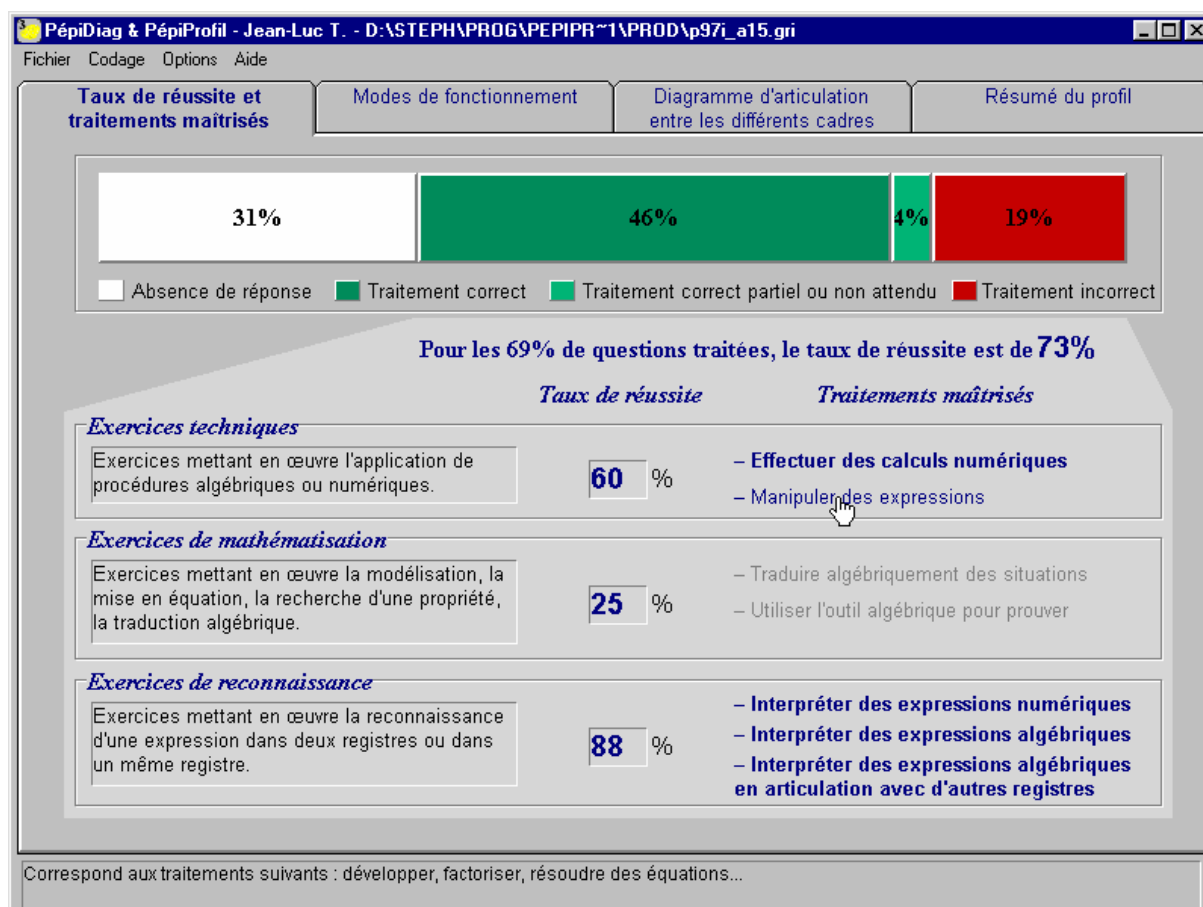 PépiDiag & PépiProfil - Jean-Luc T. - D:\STEPH\PROG\PEPIPR~1\PROD\p97i_a15.gri
Fichier Codage Options Aide
Taux de réussite et
traitements maîtrisés
Modes de fonctionnement
Diagramme d'articulation
entre les différents cadres
Résumé du profil
31% 46% 4% 19%
Absence de réponse Traitement correct Traitement correct partiel ou non attendu Traitement incorrect
Pour les 69% de questions traitées, le taux de réussite est de 73%
Taux de réussite Traitements maîtrisés
Exercices techniques
Exercices mettant en œuvre l'application de
procédures algébriques ou numériques.
60 %
– Effectuer des calculs numériques
– Manipuler des expressions
Exercices de mathématisation
Exercices mettant en œuvre la modélisation, la
mise en équation, la recherche d'une propriété,
la traduction algébrique.
25 %
– Traduire algébriquement des situations
– Utiliser l'outil algébrique pour prouver
Exercices de reconnaissance
Exercices mettant en œuvre la reconnaissance
d'une expression dans deux registres ou dans
un même registre.
88 %
– Interpréter des expressions numériques
– Interpréter des expressions algébriques
– Interpréter des expressions algébriques
en articulation avec d'autres registres
Correspond aux traitements suivants : développer, factoriser, résoudre des équations...